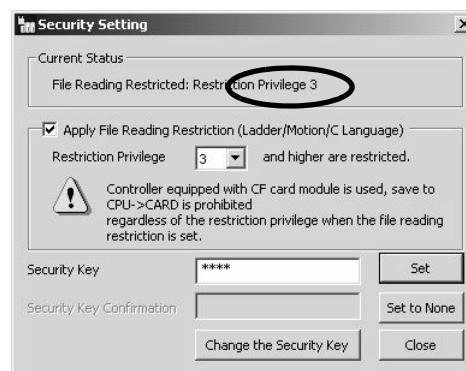 Security Setting
Current Status
File Reading Restricted: Restriction Privilege 3
Apply File Reading Restriction (Ladder/Motion/C Language)
Restriction Privilege 3 and higher are restricted.
Controller equipped with CF card module is used, save to
CPU->CARD is prohibited
regardless of the restriction privilege when the file reading
restriction is set.
Security Key **** Set
Security Key Confirmation Set to None
Change the Security Key Close